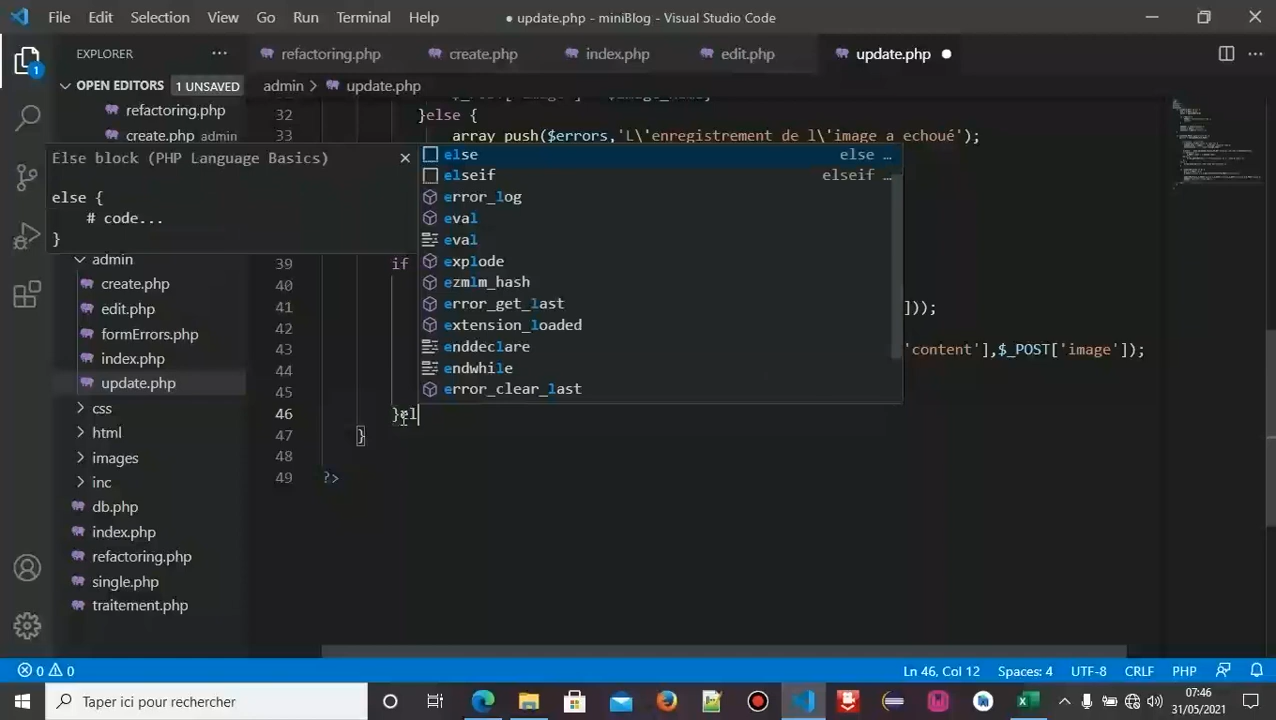 File Edit Selection View Go Run Terminal Help
● update.php - miniBlog - Visual Studio Code
EXPLORER ···
refactoring.php create.php index.php edit.php update.php ●
OPEN EDITORS 1 UNSAVED
admin > update.php
refactoring.php
create.php admin
32 }else {
33 array_push($errors,'L\'enregistrement de l\'image a echoué');
Else block (PHP Language Basics) ×
else {
# code...
}
else else …
elseif elseif …
error_log
eval
eval
explode
ezmlm_hash
error_get_last
extension_loaded
enddeclare
endwhile
error_clear_last
admin
create.php
edit.php
formErrors.php
index.php
update.php
css
html
images
inc
db.php
index.php
refactoring.php
single.php
traitement.php
39 if
40
41 ]));
42
43 'content'],$_POST['image']);
44
45
46 }el
47 }
48
49 ?>
1
0 0
Ln 46, Col 12 Spaces: 4 UTF-8 CRLF PHP
Taper ici pour rechercher
07:46
31/05/2021